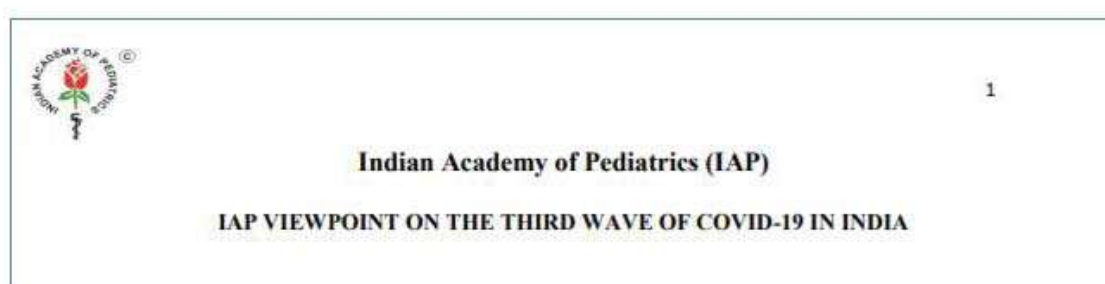 INDIAN ACADEMY OF PEDIATRICS
©
1
Indian Academy of Pediatrics (IAP)
IAP VIEWPOINT ON THE THIRD WAVE OF COVID-19 IN INDIA